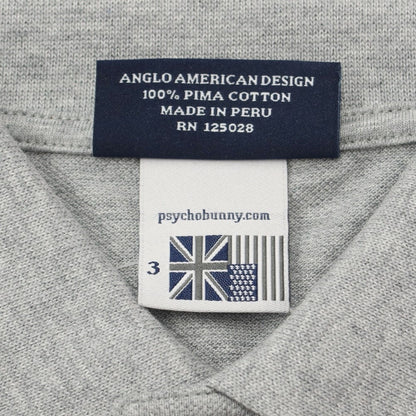 ANGLO AMERICAN DESIGN
100% PIMA COTTON
MADE IN PERU
RN 125028
psychobunny.com
3